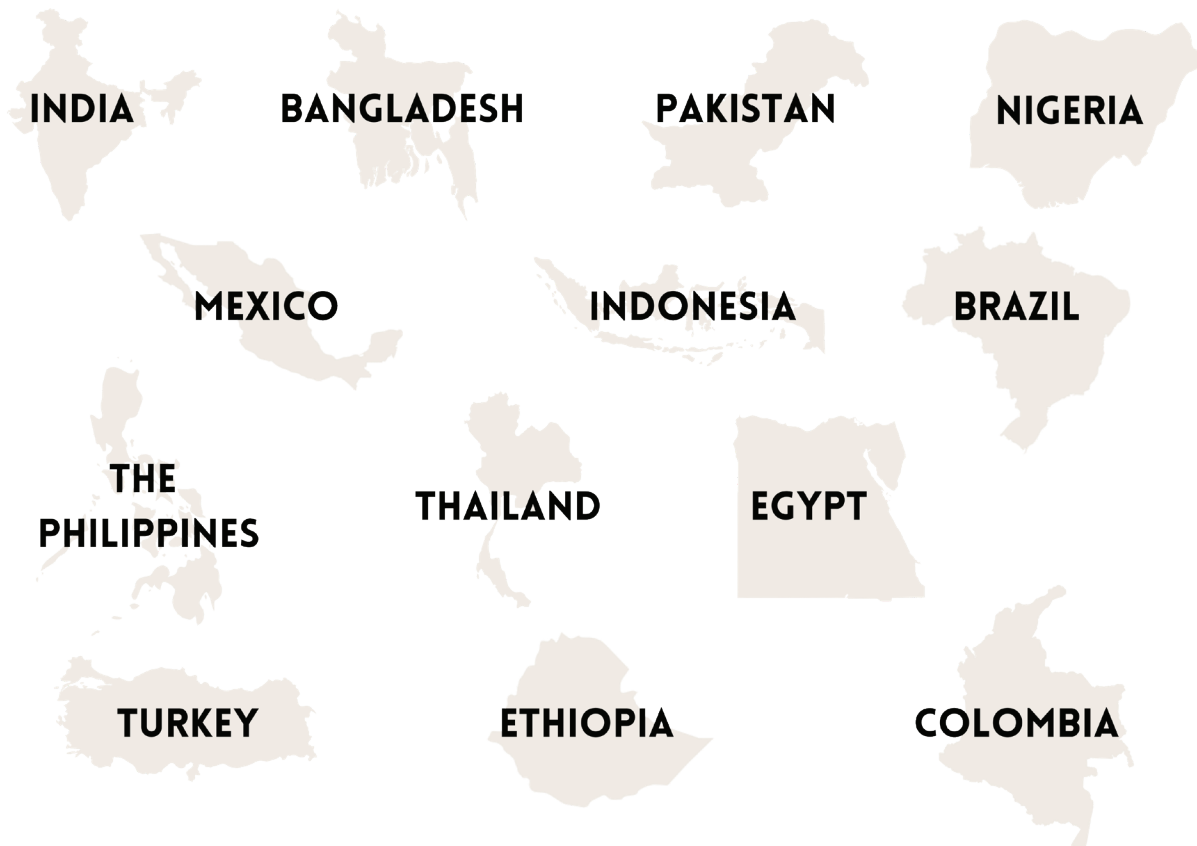 INDIA
BANGLADESH
PAKISTAN
NIGERIA
MEXICO
INDONESIA
BRAZIL
THE
PHILIPPINES
THAILAND
EGYPT
TURKEY
ETHIOPIA
COLOMBIA